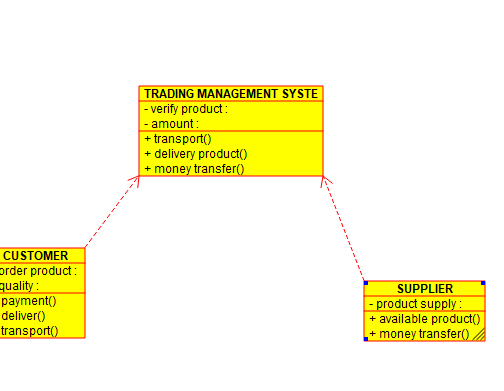 TRADING MANAGEMENT SYSTE
- verify product :
- amount :
+ transport()
+ delivery product()
+ money transfer()
CUSTOMER
order product :
quality :
payment()
deliver()
transport()
SUPPLIER
- product supply :
+ available product()
+ money transfer()